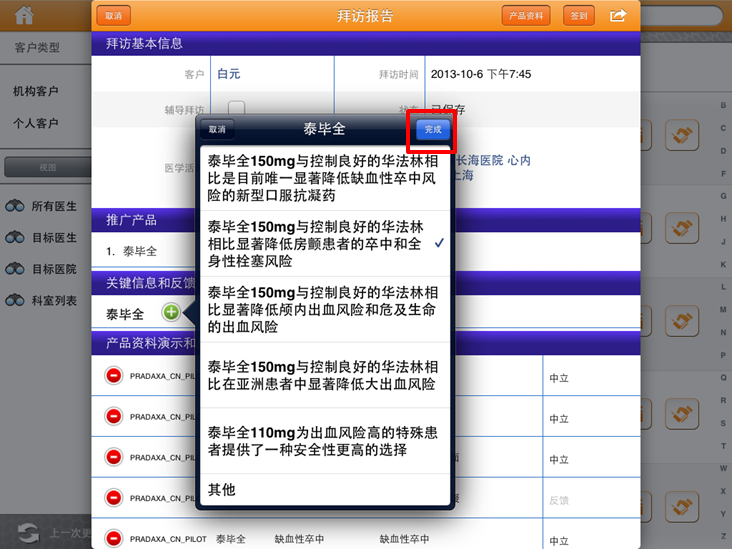 取消
拜访报告
产品资料
签到
客户类型
拜访基本信息
客户
白元
拜访时间
2013-10-6 下午7:45
机构客户
辅导拜访
已保存
个人客户
取消
泰毕全
完成
视图
医学活
长海医院 心内
上海
所有医生
目标医生
目标医院
科室列表
推广产品
1. 泰毕全
关键信息和反馈
泰毕全
产品资料演示和
泰毕全150mg与控制良好的华法林相
比是目前唯一显著降低缺血性卒中风
险的新型口服抗凝药
泰毕全150mg与控制良好的华法林
相比显著降低房颤患者的卒中和全
身性栓塞风险
泰毕全150mg与控制良好的华法林相
比显著降低颅内出血风险和危及生命
的出血风险
泰毕全150mg与控制良好的华法林相
比在亚洲患者中显著降低大出血风险
泰毕全110mg为出血风险高的特殊患
者提供了一种安全性更高的选择
其他
PRADAXA_CN_PIL
中立
PRADAXA_CN_PIL
中立
PRADAXA_CN_PIL
中立
PRADAXA_CN_PIL
反馈
PRADAXA_CN_PILOT
泰毕全
缺血性卒中
缺血性卒中
中立
上一次更
B
C
D
F
G
H
J
K
L
M
N
P
Q
R
S
T
W
X
Y
Z